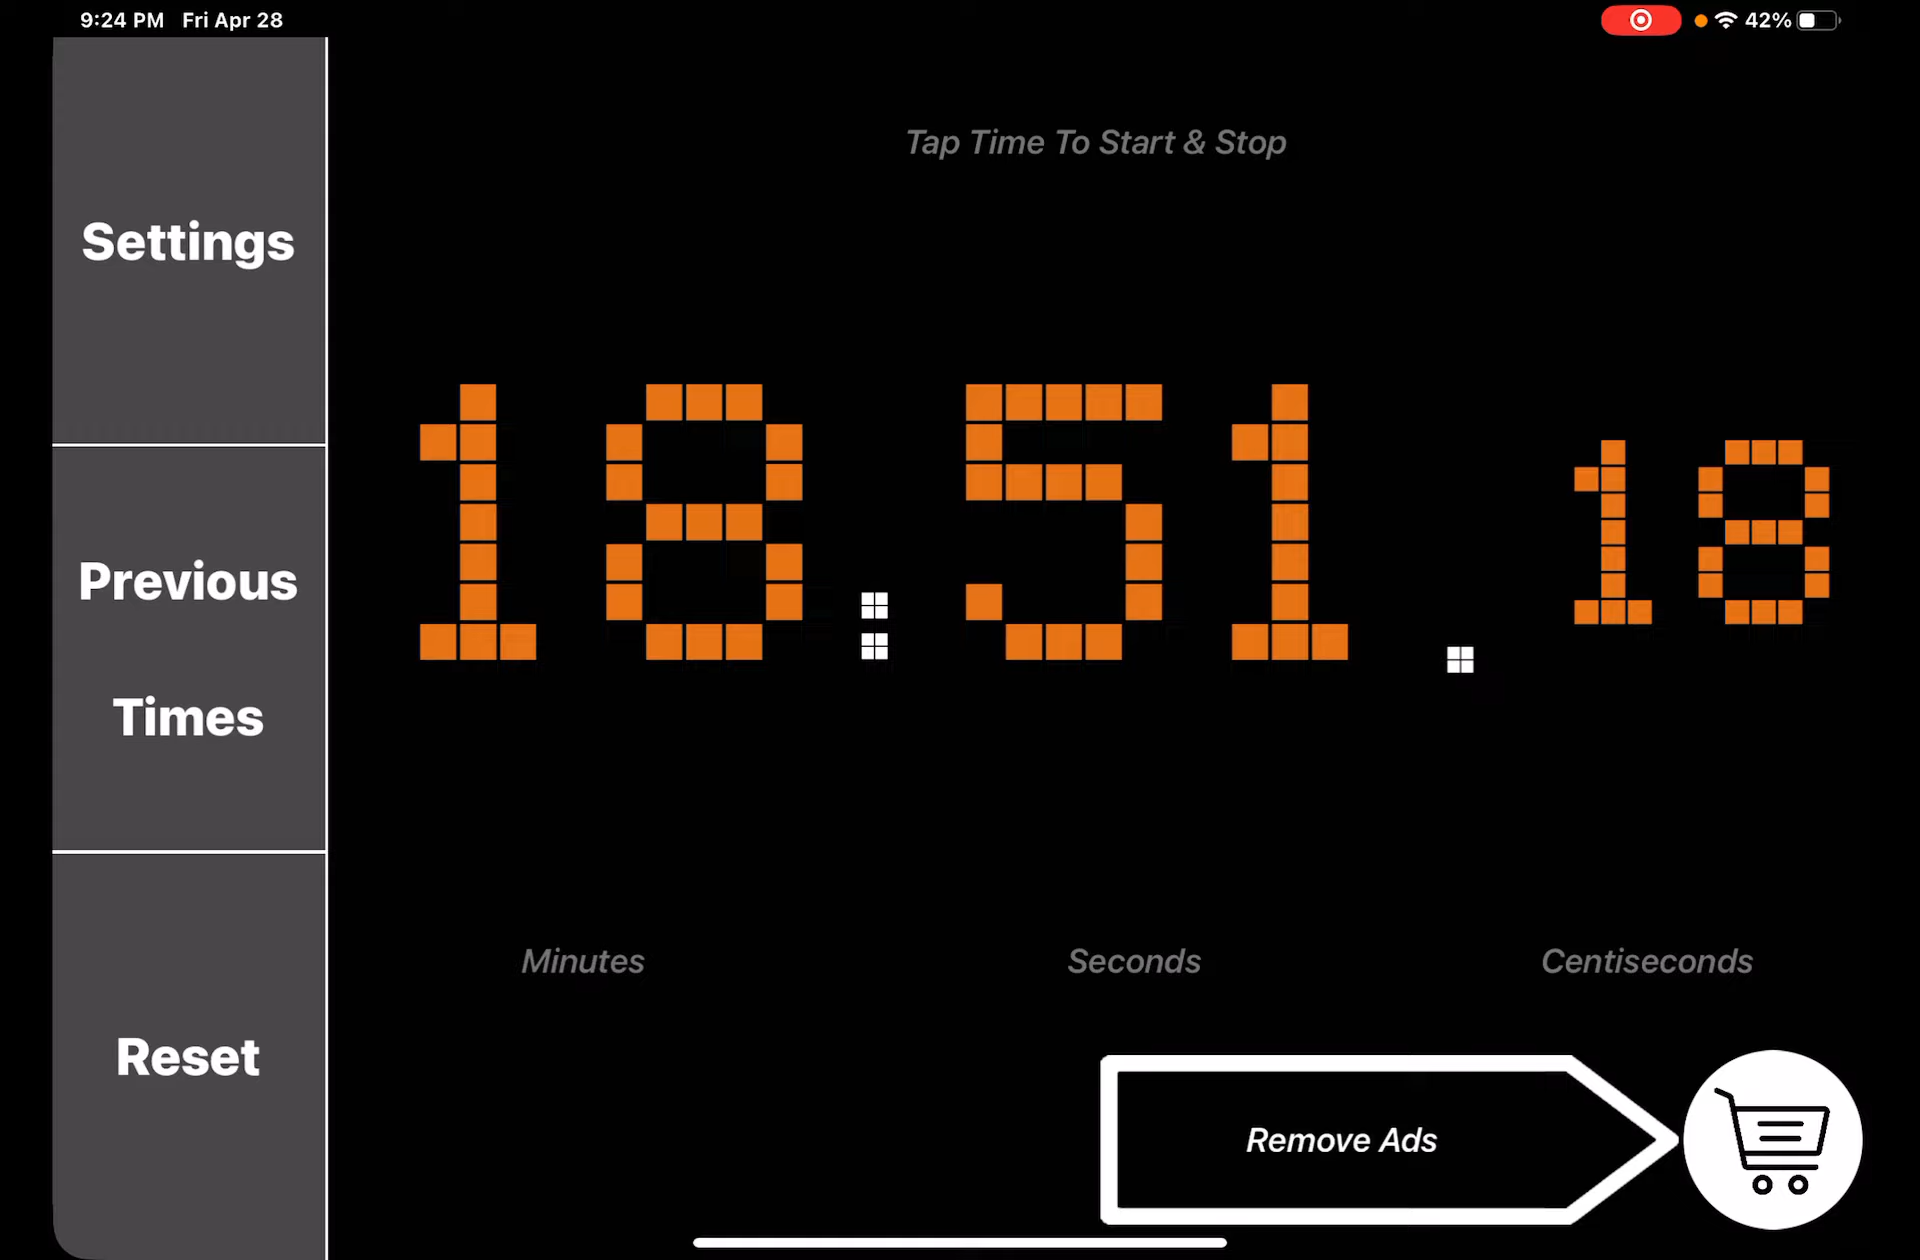 9:24 PM Fri Apr 28
42%
Tap Time To Start & Stop
Settings
Previous
Times
Reset
18:51.18
Minutes Seconds Centiseconds
Remove Ads